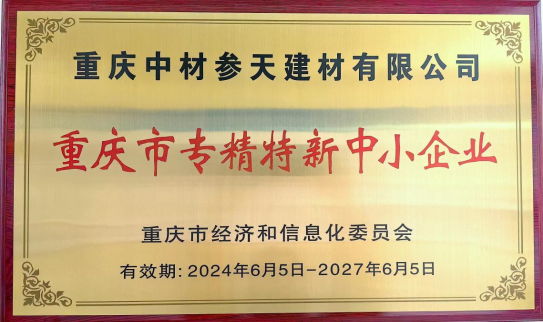 重庆中材参天建材有限公司
重庆市专精特新中小企业
重庆市经济和信息化委员会
有效期: 2024年6月5日-2027年6月5日